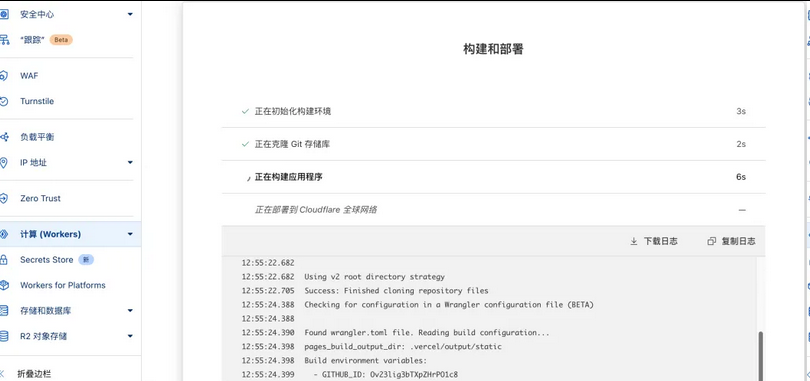 安全中心
“跟踪” Beta
WAF
Turnstile
负载平衡
IP 地址
Zero Trust
计算 (Workers)
Secrets Store 新
Workers for Platforms
存储和数据库
R2 对象存储
折叠边栏
构建和部署
正在初始化构建环境 3s
正在克隆 Git 存储库 2s
正在构建应用程序 6s
正在部署到 Cloudflare 全球网络 —
下载日志 复制日志
12:55:22.682
12:55:22.682 Using v2 root directory strategy
12:55:22.705 Success: Finished cloning repository files
12:55:24.388 Checking for configuration in a Wrangler configuration file (BETA)
12:55:24.388
12:55:24.390 Found wrangler.toml file. Reading build configuration...
12:55:24.398 pages_build_output_dir: .vercel/output/static
12:55:24.398 Build environment variables:
12:55:24.399 - GITHUB_ID: Ov23lig3bTXpZHrPO1c8